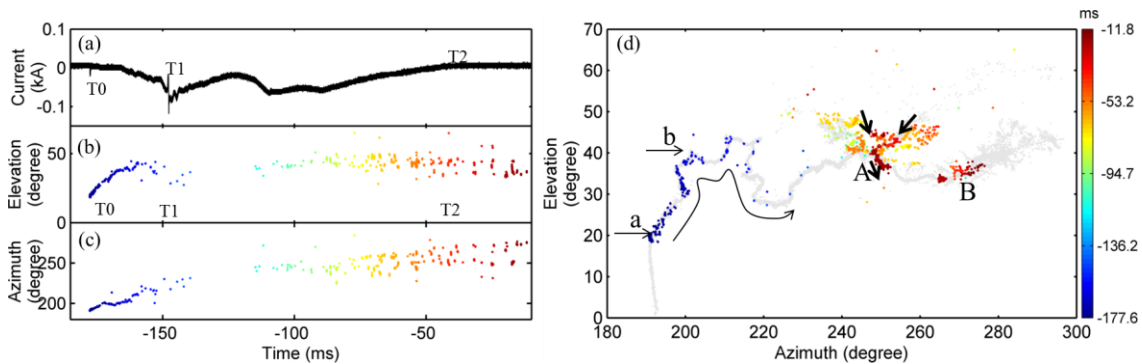 (a)
Current
(kA)
0.1
0
-0.1
T0
T1
T2
(b)
Elevation
(degree)
50
0
T0
T1
T2
(c)
Azimuth
(degree)
250
200
-150
-100
-50
Time (ms)
(d)
Elevation
(degree)
70
60
50
40
30
20
10
0
b
a
A
B
180
200
220
240
260
280
300
Azimuth (degree)
ms
-11.8
-53.2
-94.7
-136.2
-177.6